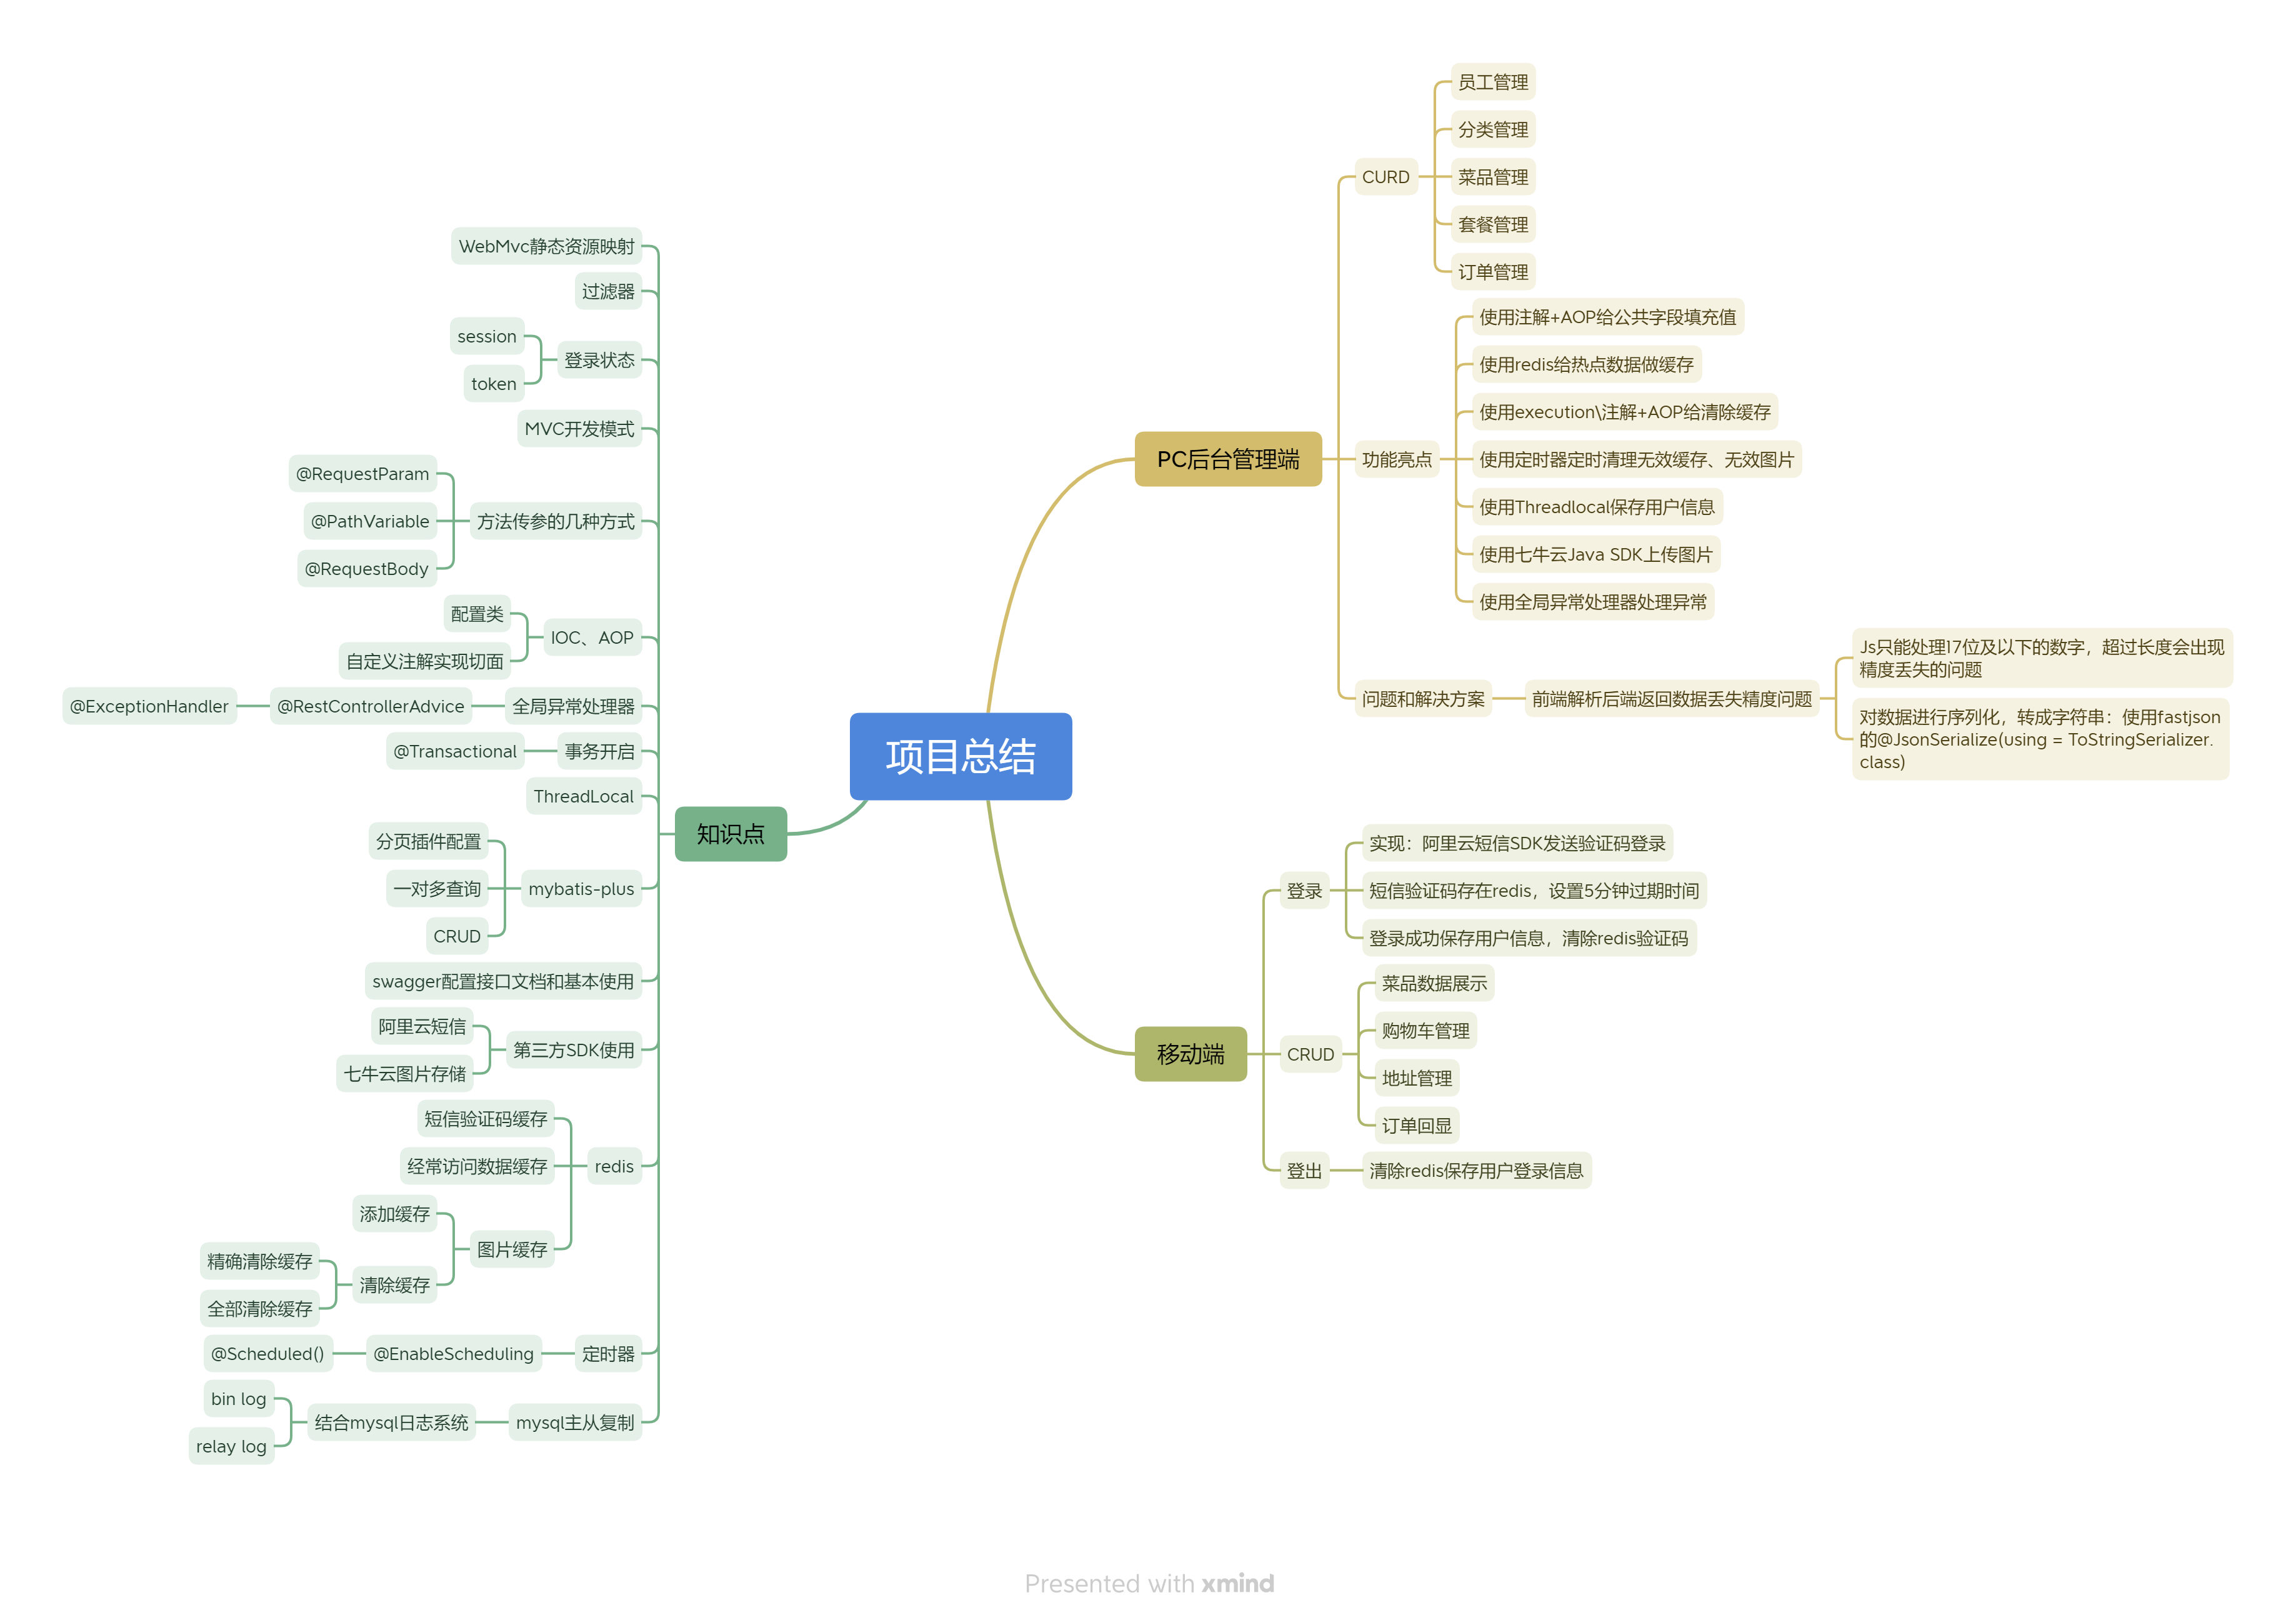 项目总结
PC后台管理端
CURD
员工管理
分类管理
菜品管理
套餐管理
订单管理
功能亮点
使用注解+AOP给公共字段填充值
使用redis给热点数据做缓存
使用execution\注解+AOP给清除缓存
使用定时器定时清理无效缓存、无效图片
使用Threadlocal保存用户信息
使用七牛云Java SDK上传图片
使用全局异常处理器处理异常
问题和解决方案
前端解析后端返回数据丢失精度问题
Js只能处理17位及以下的数字，超过长度会出现
精度丢失的问题
对数据进行序列化，转成字符串：使用fastjson
的@JsonSerialize(using = ToStringSerializer.
class)
移动端
登录
实现：阿里云短信SDK发送验证码登录
短信验证码存在redis，设置5分钟过期时间
登录成功保存用户信息，清除redis验证码
CRUD
菜品数据展示
购物车管理
地址管理
订单回显
登出
清除redis保存用户登录信息
知识点
WebMvc静态资源映射
过滤器
登录状态
session
token
MVC开发模式
方法传参的几种方式
@RequestParam
@PathVariable
@RequestBody
IOC、AOP
配置类
自定义注解实现切面
全局异常处理器
@RestControllerAdvice
@ExceptionHandler
事务开启
@Transactional
ThreadLocal
mybatis-plus
分页插件配置
一对多查询
CRUD
swagger配置接口文档和基本使用
第三方SDK使用
阿里云短信
七牛云图片存储
redis
短信验证码缓存
经常访问数据缓存
图片缓存
添加缓存
清除缓存
精确清除缓存
全部清除缓存
定时器
@EnableScheduling
@Scheduled()
mysql主从复制
结合mysql日志系统
bin log
relay log
Presented with xmind